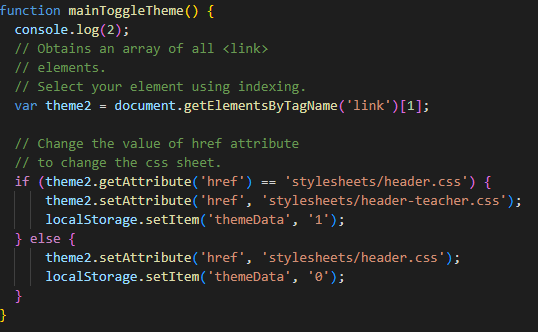 function mainToggleTheme() {
console.log(2);
// Obtains an array of all <link>
// elements.
// Select your element using indexing.
var theme2 = document.getElementsByTagName('link')[1];
// Change the value of href attribute
// to change the css sheet.
if (theme2.getAttribute('href') == 'stylesheets/header.css') {
theme2.setAttribute('href', 'stylesheets/header-teacher.css');
localStorage.setItem('themeData', '1');
} else {
theme2.setAttribute('href', 'stylesheets/header.css');
localStorage.setItem('themeData', '0');
}
}